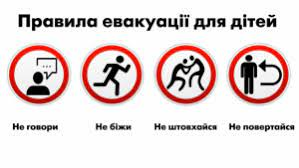 Правила евакуації для дітей
Не говори
Не біжи
Не штовхайся
Не повертайся